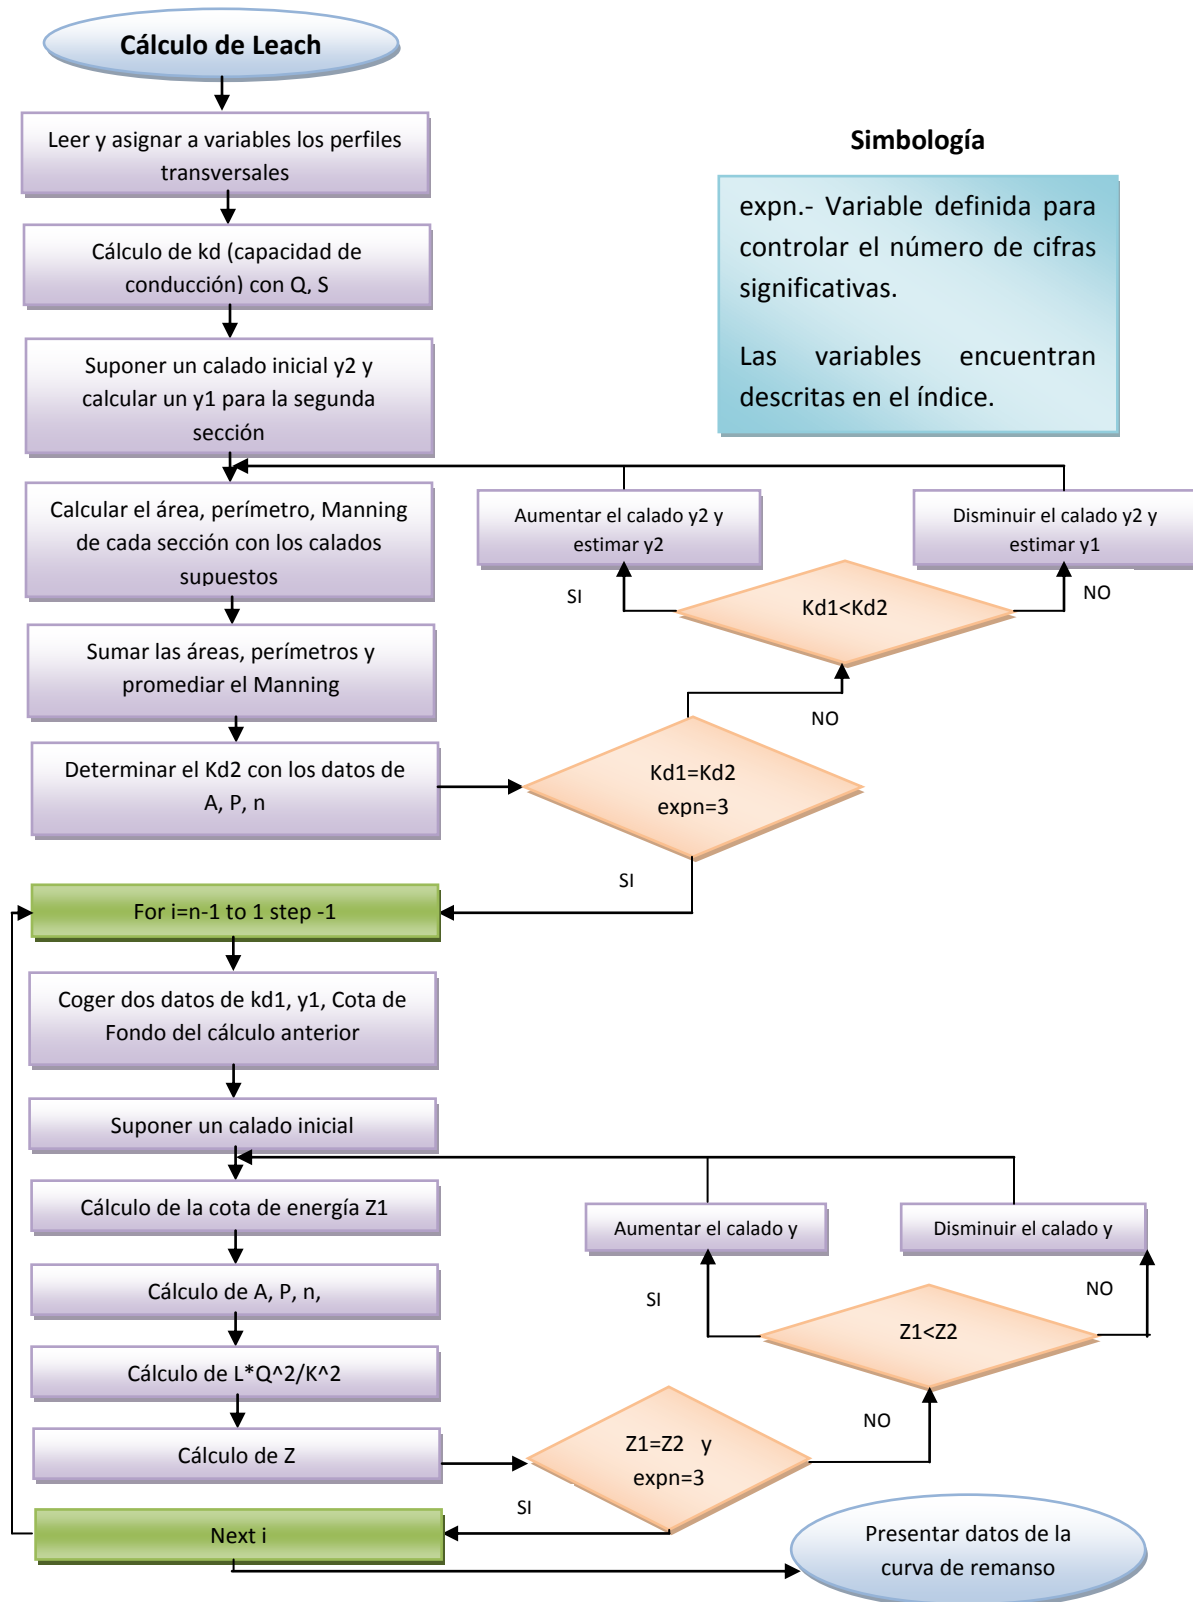 Cálculo de Leach
Leer y asignar a variables los perfiles
transversales
Simbología
expn.- Variable definida para
controlar el número de cifras
significativas.
Las variables encuentran
descritas en el índice.
Cálculo de kd (capacidad de
conducción) con Q, S
Suponer un calado inicial y2 y
calcular un y1 para la segunda
sección
Calcular el área, perímetro, Manning
de cada sección con los calados
supuestos
Aumentar el calado y2 y
estimar y2
Disminuir el calado y2 y
estimar y1
SI
Kd1<Kd2
NO
Sumar las áreas, perímetros y
promediar el Manning
NO
Determinar el Kd2 con los datos de
A, P, n
Kd1=Kd2
expn=3
SI
For i=n-1 to 1 step -1
Coger dos datos de kd1, y1, Cota de
Fondo del cálculo anterior
Suponer un calado inicial
Cálculo de la cota de energía Z1
Aumentar el calado y
Disminuir el calado y
Cálculo de A, P, n,
SI
NO
Z1<Z2
Cálculo de L*Q^2/K^2
NO
Cálculo de Z
Z1=Z2 y
expn=3
SI
Next i
Presentar datos de la
curva de remanso